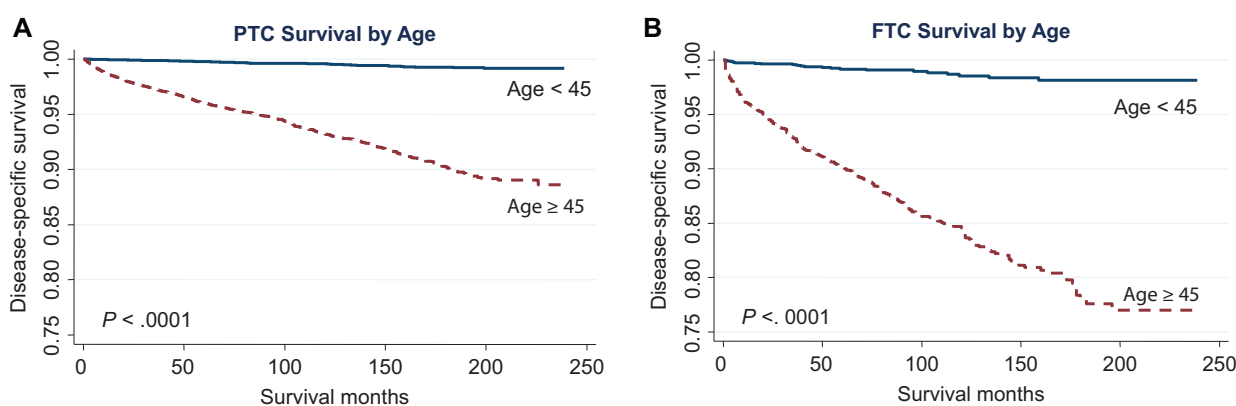 A
PTC Survival by Age
Disease-specific survival
1.00
0.95
0.90
0.85
0.80
0.75
Age < 45
Age ≥ 45
P < .0001
0
50
100
150
200
250
Survival months
B
FTC Survival by Age
Disease-specific survival
1.00
0.95
0.90
0.85
0.80
0.75
Age < 45
Age ≥ 45
P <. 0001
0
50
100
150
200
250
Survival months